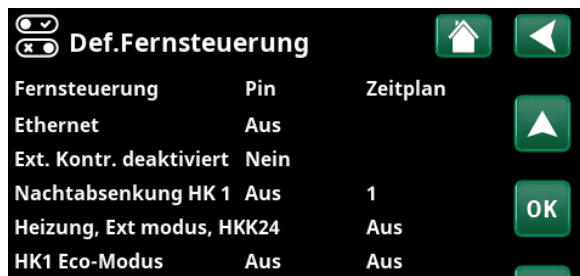 Def.Fernsteuerung
Fernsteuerung Pin Zeitplan
Ethernet Aus
Ext. Kontr. deaktiviert Nein
Nachtabsenkung HK 1 Aus 1
OK
Heizung, Ext modus, HKK24 Aus
HK1 Eco-Modus Aus Aus